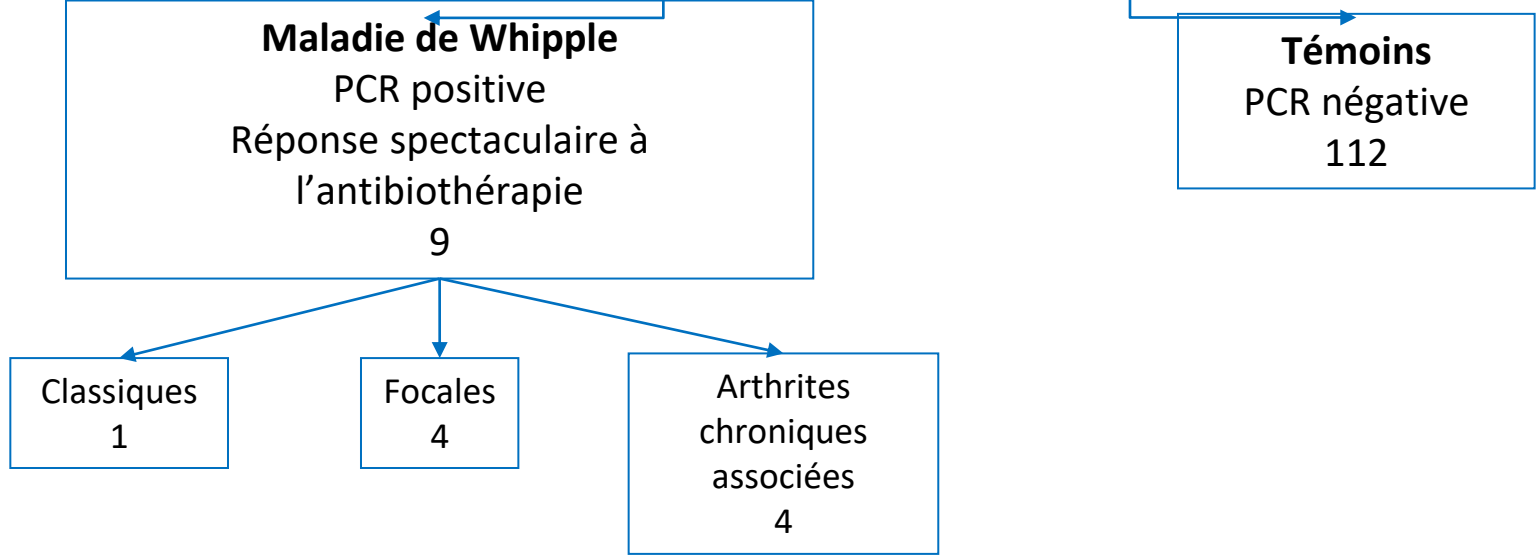 Maladie de Whipple
PCR positive
Réponse spectaculaire à
l’antibiothérapie
9
Témoins
PCR négative
112
Classiques
1
Focales
4
Arthrites
chroniques
associées
4